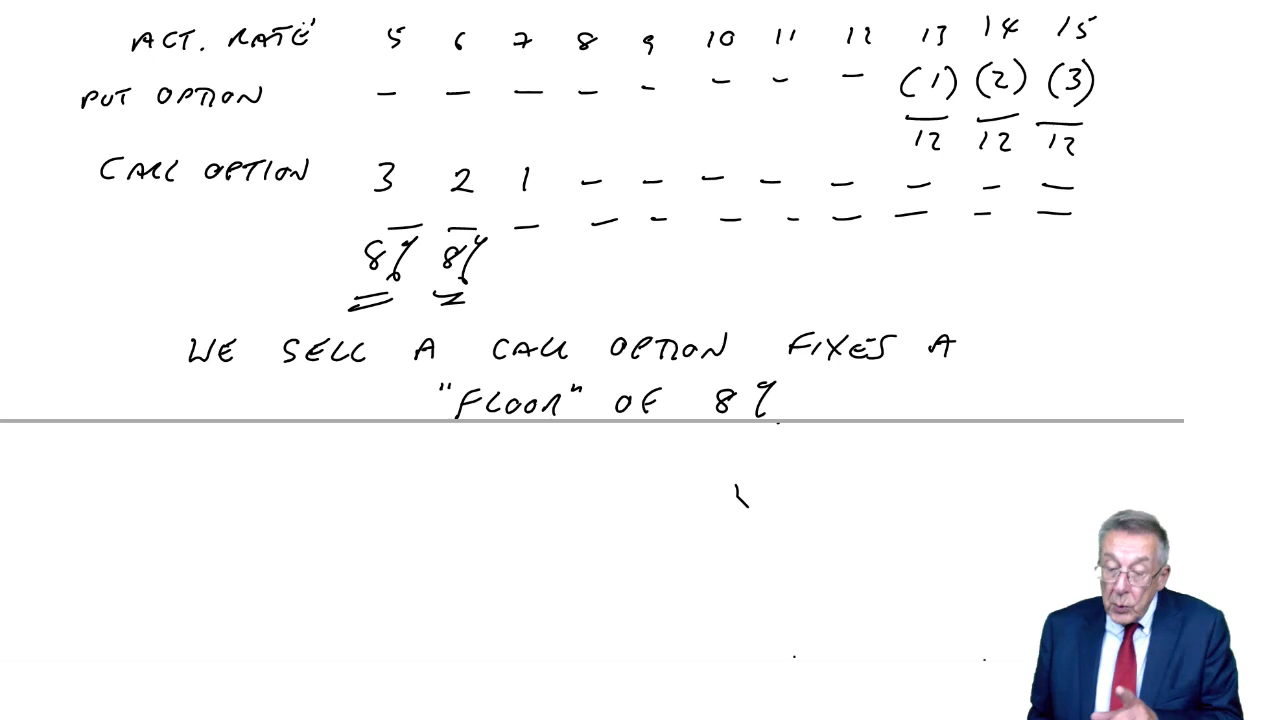 ACT. RATE" 5 6 7 8 9 10 11 12 13 14 15
PUT OPTION – – – – – – – – (1) (2) (3)
12 12 12
CALL OPTION 3 2 1 – – – – – – – –
8% 8%
WE SELL A CALL OPTION FIXES A
"FLOOR" OF 8%